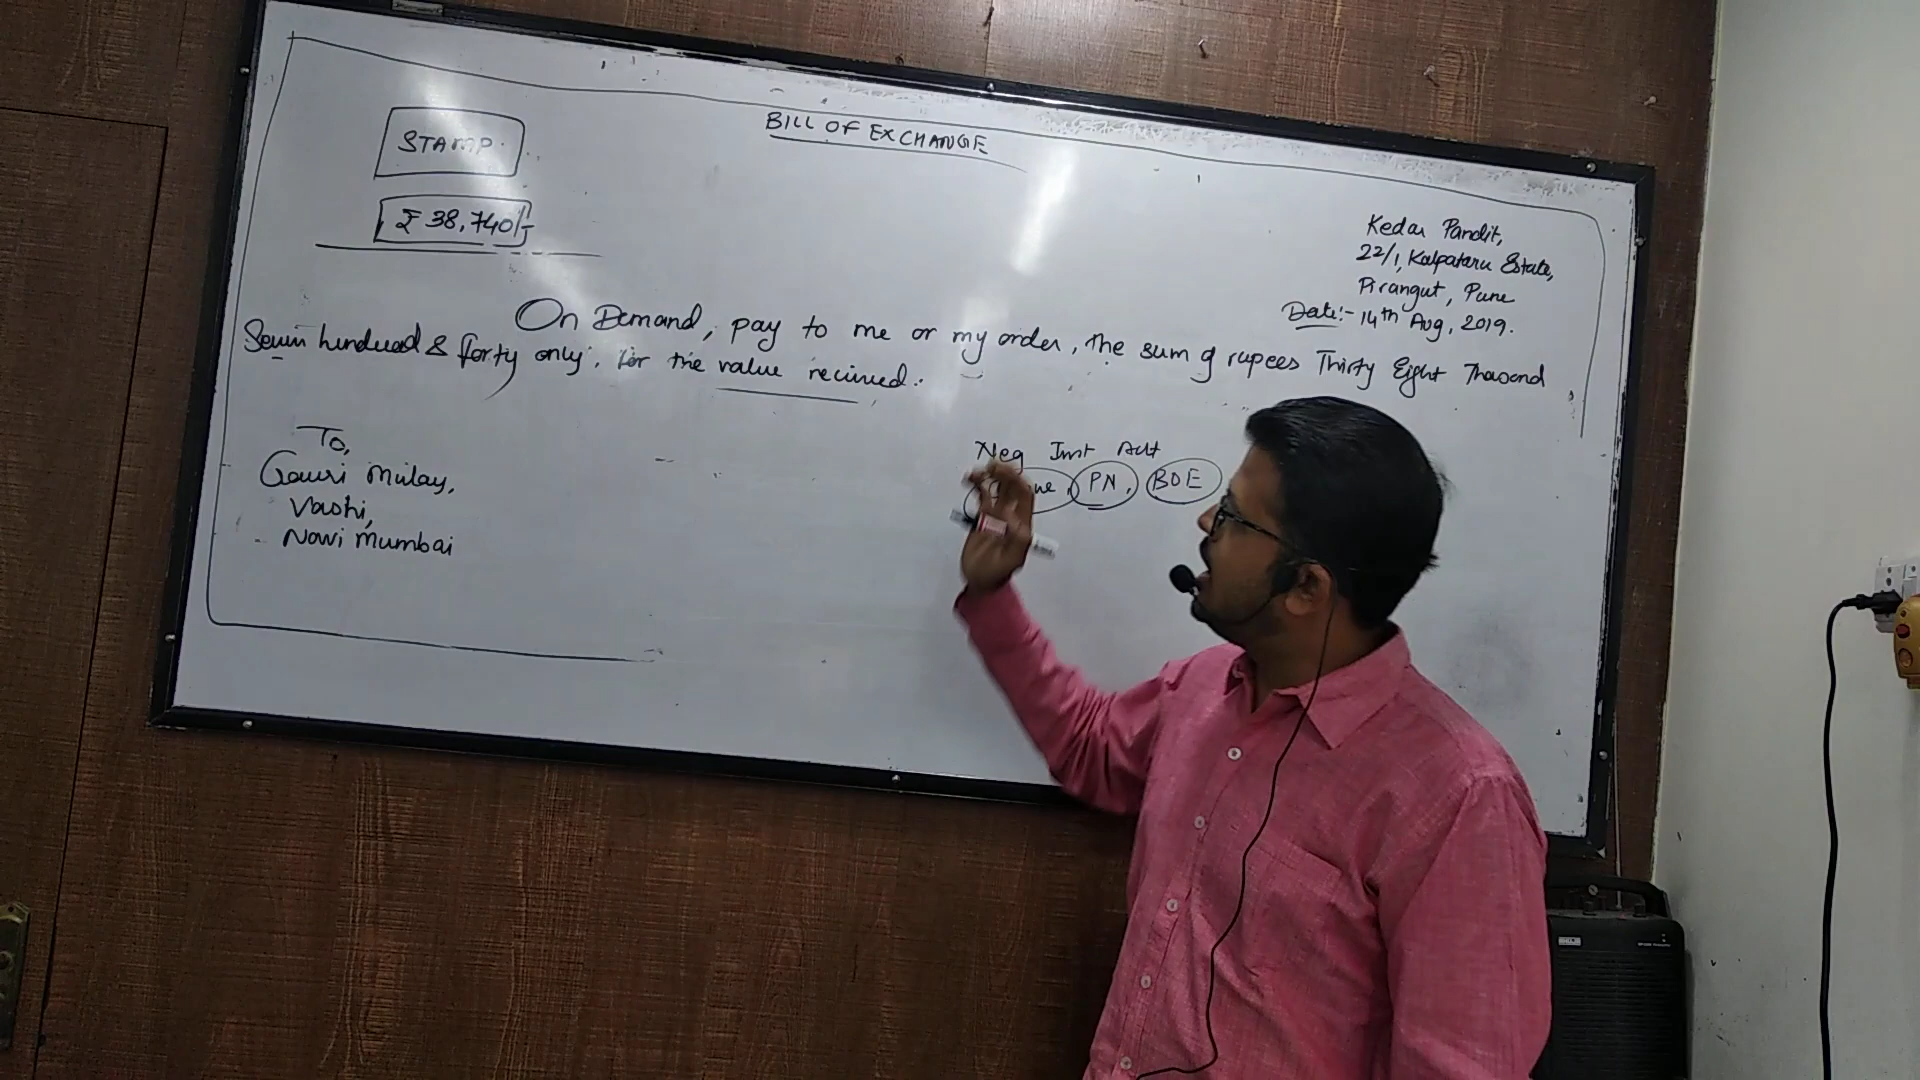 BILL OF EXCHANGE
STAMP
₹ 38,740/-
Kedar Pandit,
22/1, Kalpataru Estate,
Pirangut, Pune
Date:- 14th Aug, 2019.
On Demand, pay to me or my order, the sum of rupees Thirty Eight Thousand
Seven hundred & forty only, for the value recieved.
To,
Gauri Mulay,
Vashi,
Navi Mumbai
Neg Inst Act
PN, BOE